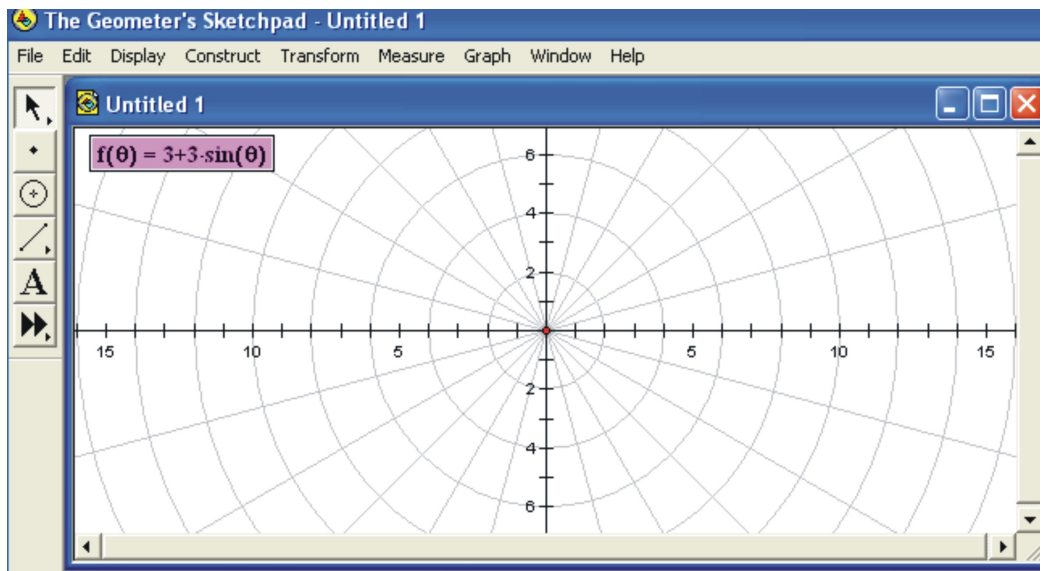 The Geometer's Sketchpad - Untitled 1
File Edit Display Construct Transform Measure Graph Window Help
Untitled 1
f(θ) = 3+3·sin(θ)
6
4
2
15 10 5 5 10 15
2
4
6
A